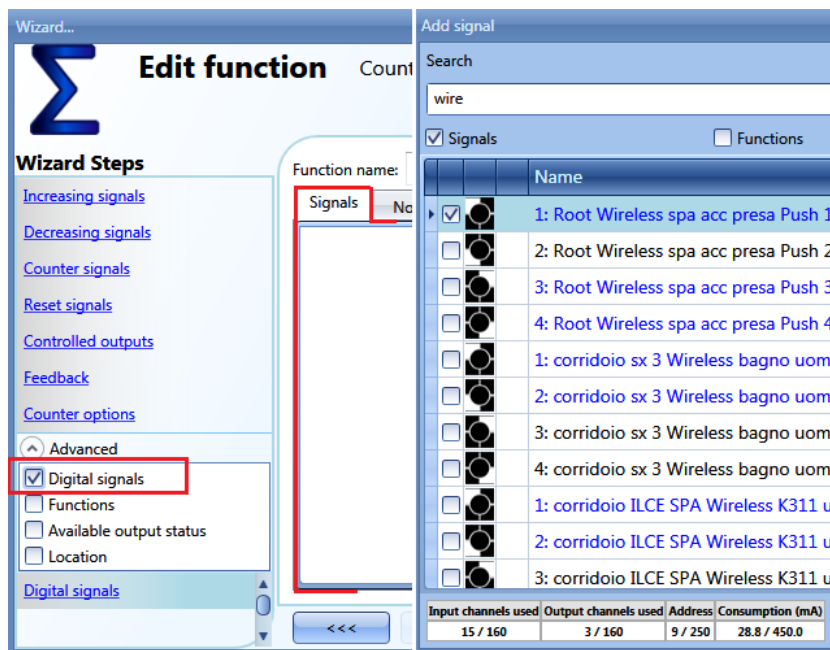 Wizard...
Edit function Count
Wizard Steps
Increasing signals
Decreasing signals
Counter signals
Reset signals
Controlled outputs
Feedback
Counter options
Advanced
Digital signals
Functions
Available output status
Location
Digital signals
Function name:
Signals No
<<<
Add signal
Search
wire
Signals Functions
Name
1: Root Wireless spa acc presa Push 1
2: Root Wireless spa acc presa Push 2
3: Root Wireless spa acc presa Push 3
4: Root Wireless spa acc presa Push 4
1: corridoio sx 3 Wireless bagno uom
2: corridoio sx 3 Wireless bagno uom
3: corridoio sx 3 Wireless bagno uom
4: corridoio sx 3 Wireless bagno uom
1: corridoio ILCE SPA Wireless K311 u
2: corridoio ILCE SPA Wireless K311 u
3: corridoio ILCE SPA Wireless K311 u
Input channels used Output channels used Address Consumption (mA)
15 / 160 3 / 160 9 / 250 28.8 / 450.0